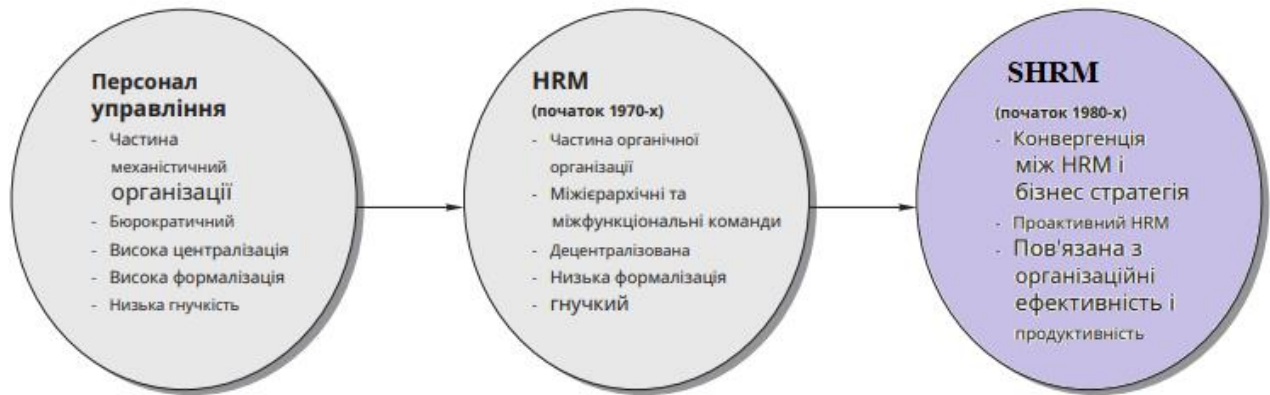 Персонал
управління
- Частина
механістичний
організації
- Бюрократичний
- Висока централізація
- Висока формалізація
- Низька гнучкість
HRM
(початок 1970-х)
- Частина органічної
організації
- Міжієрархічні та
міжфункціональні команди
- Децентралізована
- Низька формалізація
- гнучкий
SHRM
(початок 1980-х)
- Конвергенція
між HRM і
бізнес стратегія
- Проактивний HRM
- Пов'язана з
організаційні
ефективність і
продуктивність